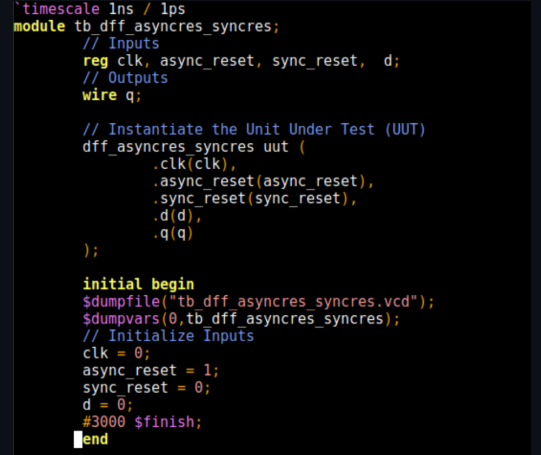 `timescale 1ns / 1ps
module tb_dff_asyncres_syncres;
// Inputs
reg clk, async_reset, sync_reset,  d;
// Outputs
wire q;
// Instantiate the Unit Under Test (UUT)
dff_asyncres_syncres uut (
.clk(clk),
.async_reset(async_reset),
.sync_reset(sync_reset),
.d(d),
.q(q)
);
initial begin
$dumpfile("tb_dff_asyncres_syncres.vcd");
$dumpvars(0,tb_dff_asyncres_syncres);
// Initialize Inputs
clk = 0;
async_reset = 1;
sync_reset = 0;
d = 0;
#3000 $finish;
end